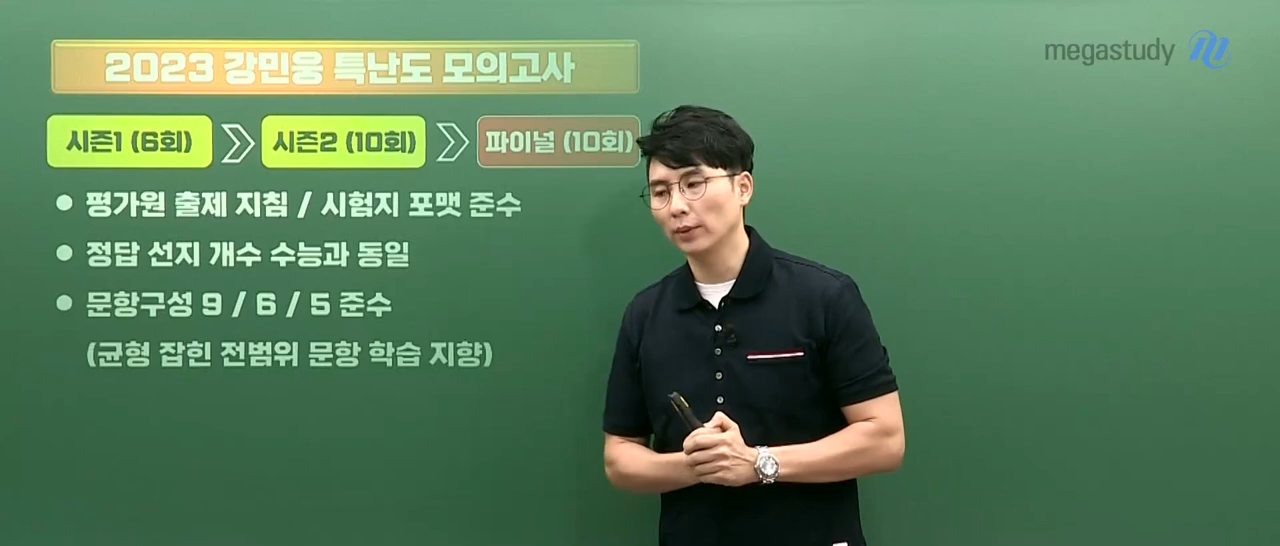 megastudy
2023 강민웅 특난도 모의고사
시즌1 (6회) 시즌2 (10회) 파이널 (10회)
평가원 출제 지침 / 시험지 포맷 준수
정답 선지 개수 수능과 동일
문항구성 9 / 6 / 5 준수
(균형 잡힌 전범위 문항 학습 지향)